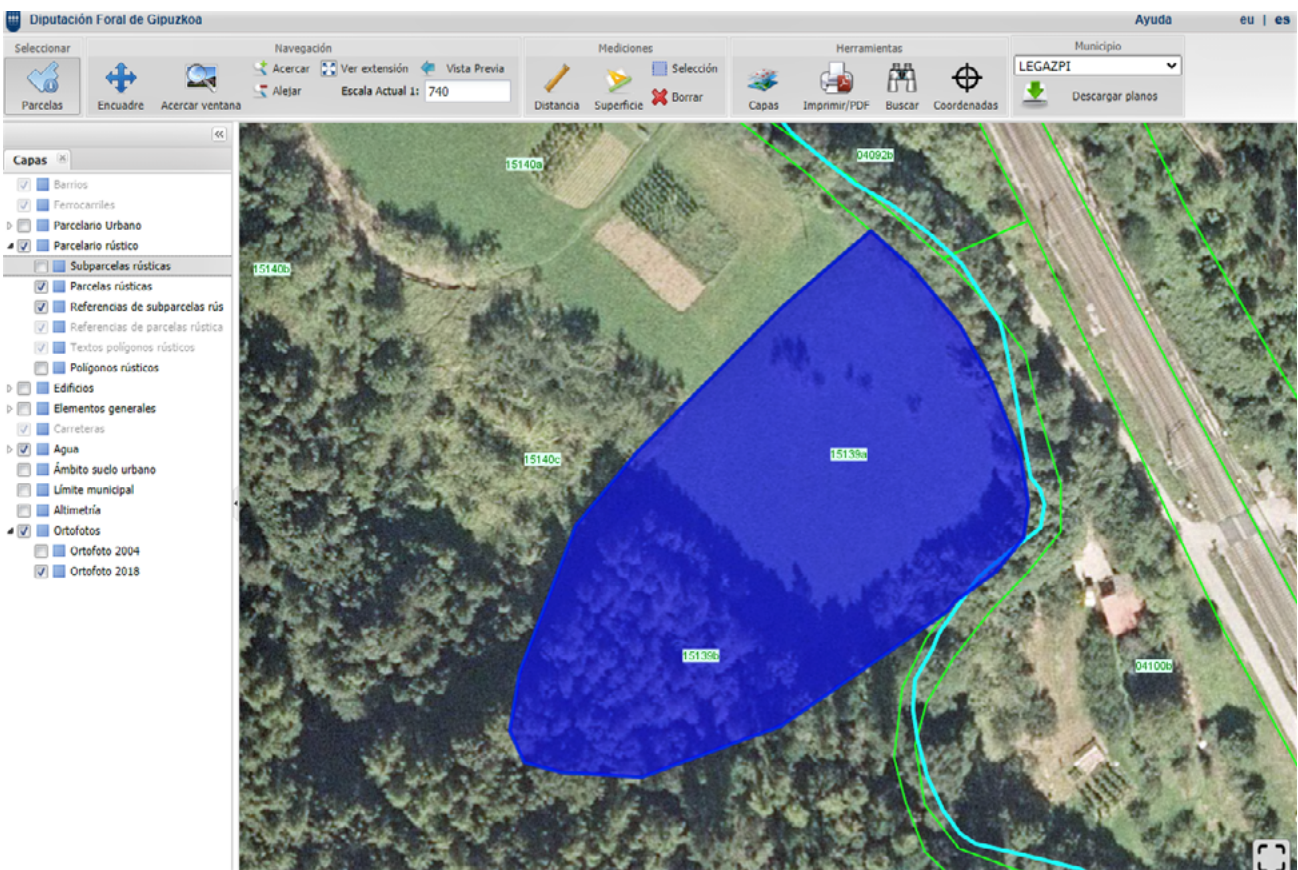 Diputación Foral de Gipuzkoa
Ayuda
eu | es
Seleccionar
Parcelas
Navegación
Encuadre
Acercar ventana
Acercar
Ver extensión
Vista Previa
Alejar
Escala Actual 1:
740
Mediciones
Distancia
Superficie
Selección
Borrar
Herramientas
Capas
Imprimir/PDF
Buscar
Coordenadas
Municipio
LEGAZPI
Descargar planos
Capas
Barrios
Ferrocarriles
Parcelario Urbano
Parcelario rústico
Subparcelas rústicas
Parcelas rústicas
Referencias de subparcelas rús
Referencias de parcelas rústica
Textos polígonos rústicos
Polígonos rústicos
Edificios
Elementos generales
Carreteras
Agua
Ámbito suelo urbano
Límite municipal
Altimetría
Ortofotos
Ortofoto 2004
Ortofoto 2018
04092b
15140a
15140b
15139a
15140c
15139b
04100b